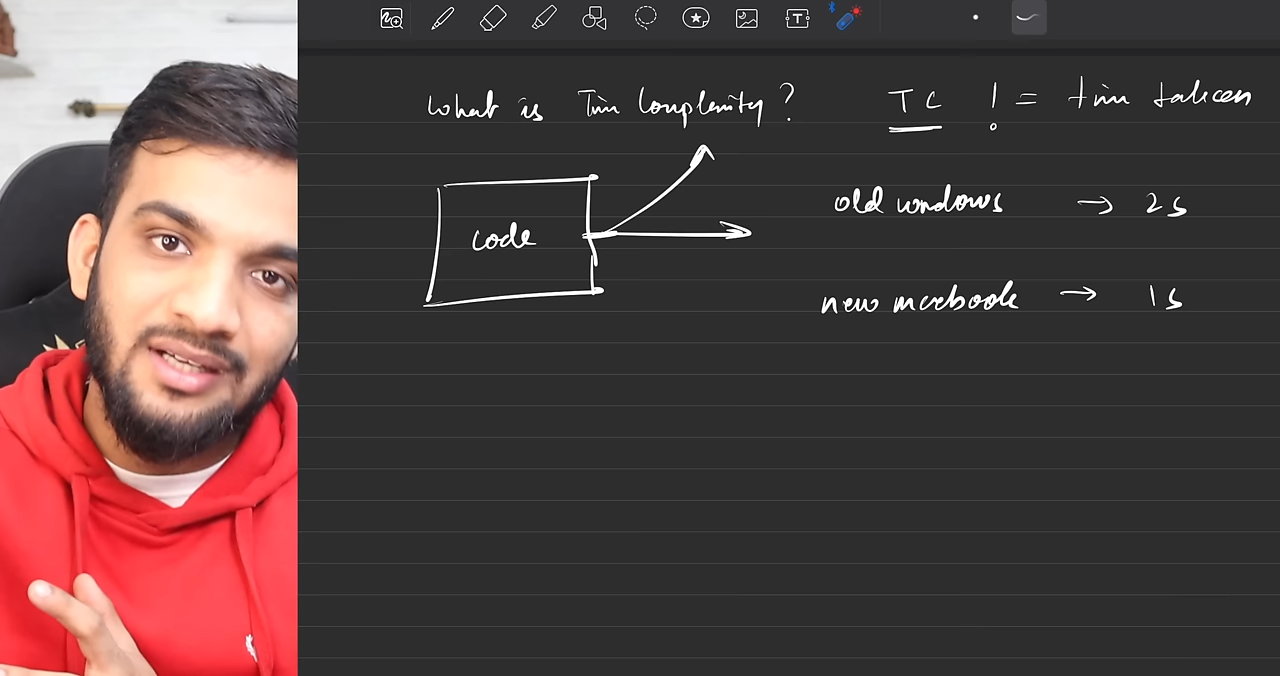 What is Time Complexity? TC != time taken
code
old windows → 2s
new macbook → 1s